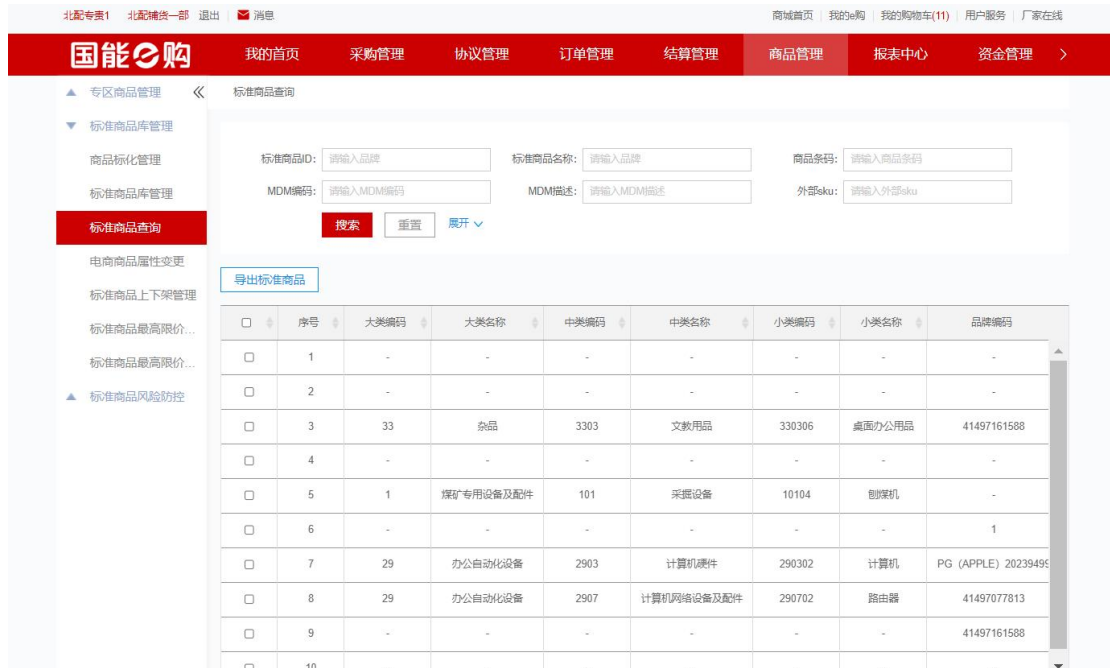 北配专责1 北配辅货一部 退出 消息 商城首页 我的e购 我的购物车(11) 用户服务 厂家在线
国能e购 我的首页 采购管理 协议管理 订单管理 结算管理 商品管理 报表中心 资金管理
专区商品管理 标准商品查询
标准商品库管理
商品标化管理 标准商品ID: 请输入品牌 标准商品名称: 请输入品牌 商品条码: 请输入商品条码
标准商品库管理 MDM编码: 请输入MDM编码 MDM描述: 请输入MDM描述 外部sku: 请输入外部sku
标准商品查询 搜索 重置 展开
电商商品属性变更
标准商品上下架管理 导出标准商品
标准商品最高限价... 序号 大类编码 大类名称 中类编码 中类名称 小类编码 小类名称 品牌编码
标准商品最高限价... 1 - - - - - - -
标准商品风险防控 2 - - - - - - -
3 33 杂品 3303 文教用品 330306 桌面办公用品 41497161588
4 - - - - - - -
5 1 煤矿专用设备及配件 101 采掘设备 10104 刨煤机 -
6 - - - - - - 1
7 29 办公自动化设备 2903 计算机硬件 290302 计算机 PG (APPLE) 2023949
8 29 办公自动化设备 2907 计算机网络设备及配件 290702 路由器 41497077813
9 - - - - - - 41497161588
10